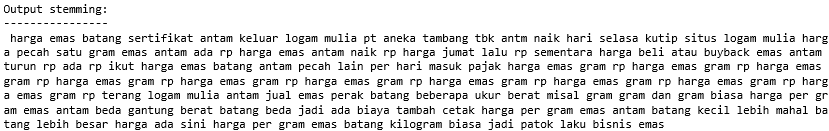 Output stemming:
----------------
 harga emas batang sertifikat antam keluar logam mulia pt aneka tambang tbk antm naik hari selasa kutip situs logam mulia harg
a pecah satu gram emas antam ada rp harga emas antam naik rp harga jumat lalu rp sementara harga beli atau buyback emas antam
turun rp ada rp ikut harga emas batang antam pecah lain per hari masuk pajak harga emas gram rp harga emas gram rp harga emas
gram rp harga emas gram rp harga emas gram rp harga emas gram rp harga emas gram rp harga emas gram rp harga emas gram rp harg
a emas gram rp terang logam mulia antam jual emas perak batang beberapa ukur berat misal gram gram dan gram biasa harga per gr
am emas antam beda gantung berat batang beda jadi ada biaya tambah cetak harga per gram emas antam batang kecil lebih mahal ba
tang lebih besar harga ada sini harga per gram emas batang kilogram biasa jadi patok laku bisnis emas